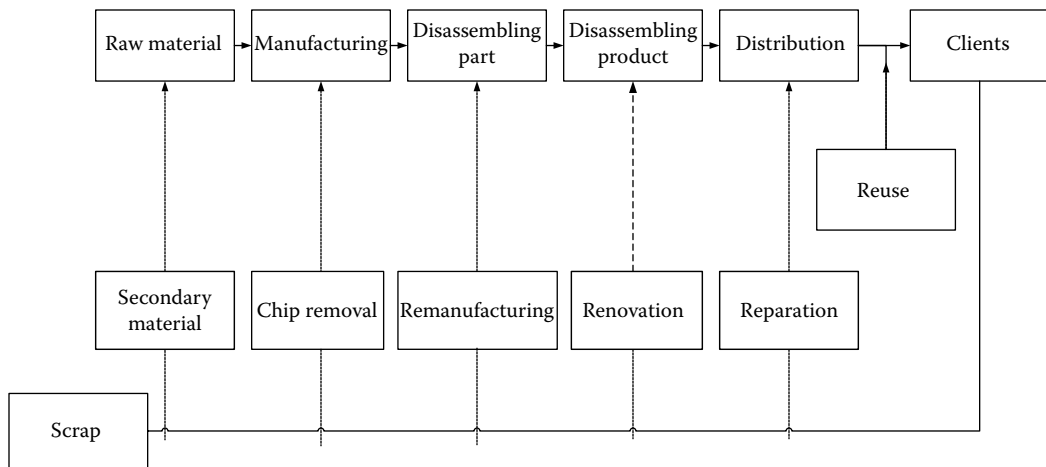 Raw material
Manufacturing
Disassembling
part
Disassembling
product
Distribution
Clients
Reuse
Secondary
material
Chip removal
Remanufacturing
Renovation
Reparation
Scrap